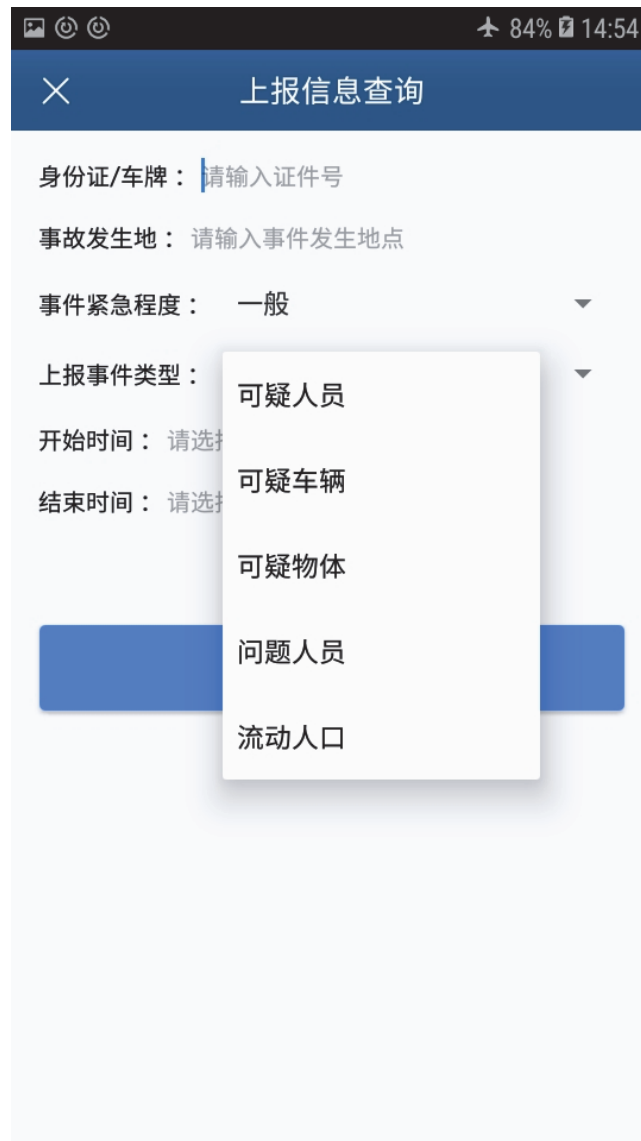 84% 14:54
上报信息查询
身份证/车牌： 请输入证件号
事故发生地： 请输入事件发生地点
事件紧急程度： 一般
上报事件类型：
可疑人员
开始时间： 请选
可疑车辆
结束时间： 请选
可疑物体
问题人员
流动人口